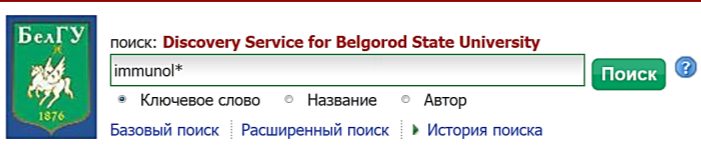 БелГУ
1876
поиск: Discovery Service for Belgorod State University
immunol*
Поиск
?
Ключевое слово Название Автор
Базовый поиск Расширенный поиск История поиска